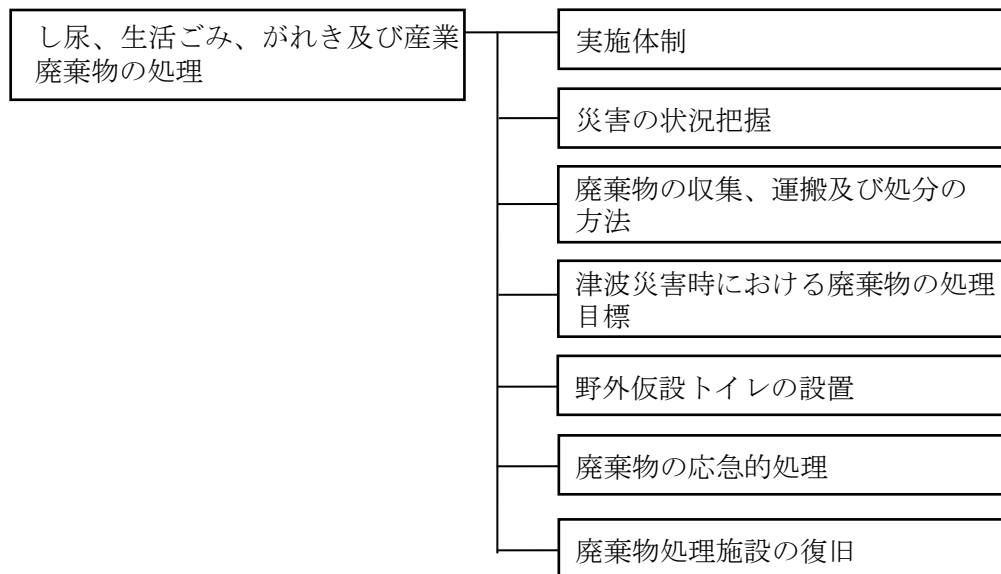 し尿、生活ごみ、がれき及び産業
廃棄物の処理
実施体制
災害の状況把握
廃棄物の収集、運搬及び処分の
方法
津波災害時における廃棄物の処理
目標
野外仮設トイレの設置
廃棄物の応急的処理
廃棄物処理施設の復旧